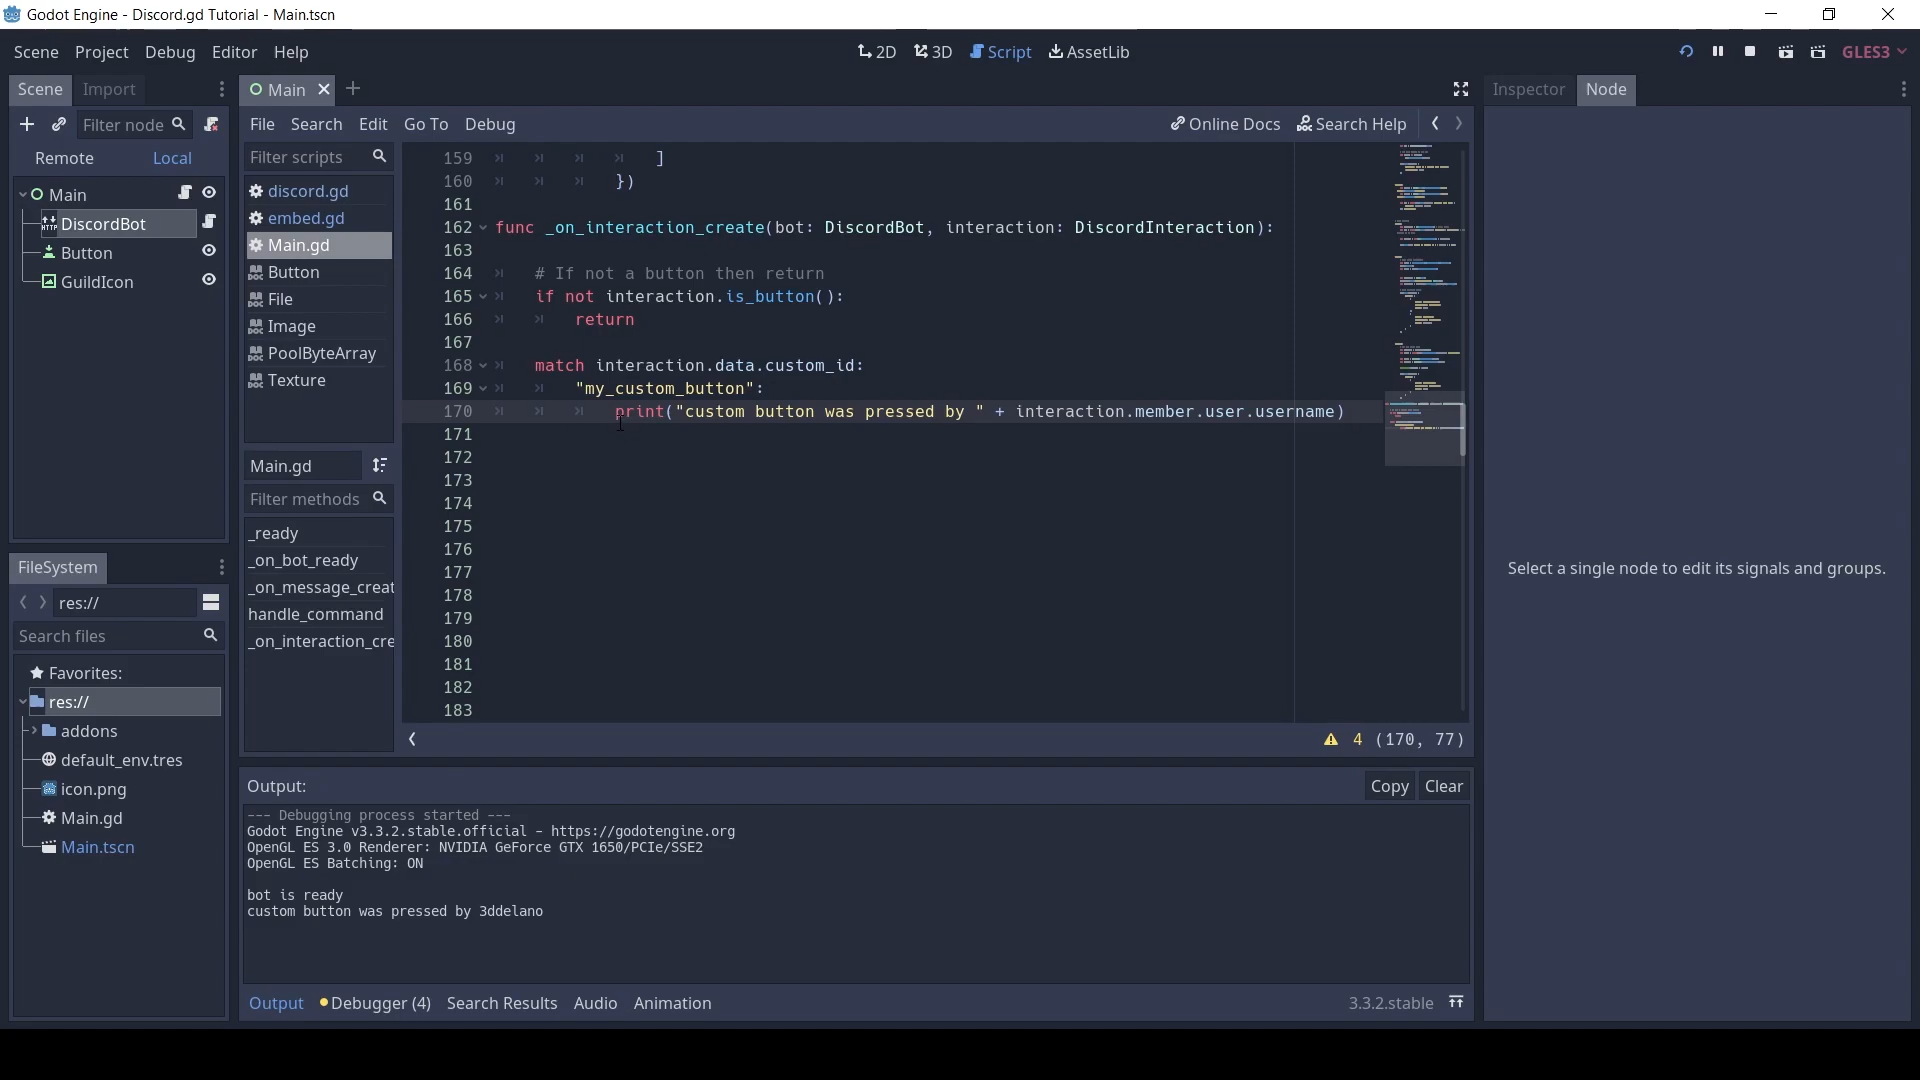 Godot Engine - Discord.gd Tutorial - Main.tscn
Scene Project Debug Editor Help
2D 3D Script AssetLib
GLES3
Scene Import
Main
Inspector Node
Filter node
File Search Edit Go To Debug
Online Docs Search Help
Remote Local
Main
DiscordBot
Button
GuildIcon
Filter scripts
discord.gd
embed.gd
Main.gd
Button
File
Image
PoolByteArray
Texture
Main.gd
Filter methods
_ready
_on_bot_ready
_on_message_creat
handle_command
_on_interaction_cre
159 ]
160 })
161
162 func _on_interaction_create(bot: DiscordBot, interaction: DiscordInteraction):
163
164 # If not a button then return
165 if not interaction.is_button():
166 return
167
168 match interaction.data.custom_id:
169 "my_custom_button":
170 print("custom button was pressed by " + interaction.member.user.username)
171
172
173
174
175
176
177
178
179
180
181
182
183
4 (170, 77)
Select a single node to edit its signals and groups.
FileSystem
res://
Search files
Favorites:
res://
addons
default_env.tres
icon.png
Main.gd
Main.tscn
Output:
Copy Clear
--- Debugging process started ---
Godot Engine v3.3.2.stable.official - https://godotengine.org
OpenGL ES 3.0 Renderer: NVIDIA GeForce GTX 1650/PCIe/SSE2
OpenGL ES Batching: ON
bot is ready
custom button was pressed by 3ddelano
Output Debugger (4) Search Results Audio Animation
3.3.2.stable